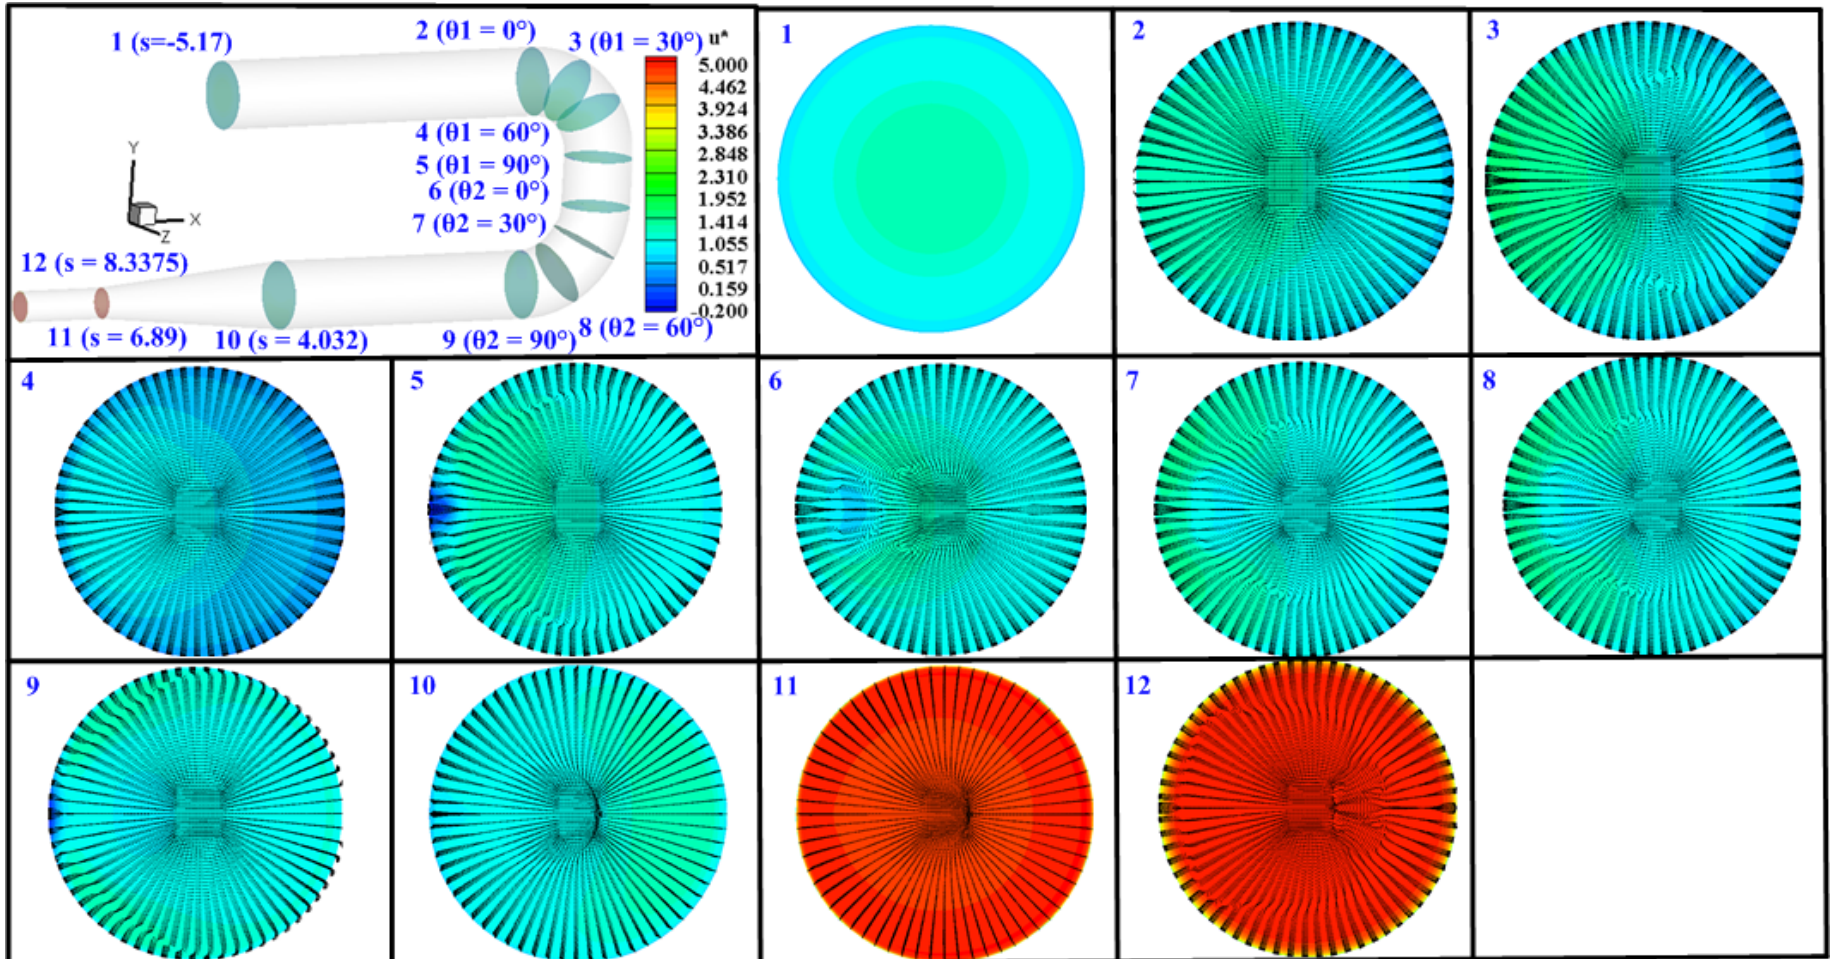 1 (s=-5.17)
2 (θ1 = 0°)
3 (θ1 = 30°)
u*
4 (θ1 = 60°)
5 (θ1 = 90°)
6 (θ2 = 0°)
7 (θ2 = 30°)
5.000
4.462
3.924
3.386
2.848
2.310
1.952
1.414
1.055
0.517
0.159
-0.200
Y
X
Z
12 (s = 8.3375)
11 (s = 6.89)
10 (s = 4.032)
9 (θ2 = 90°)
8 (θ2 = 60°)
1
2
3
4
5
6
7
8
9
10
11
12